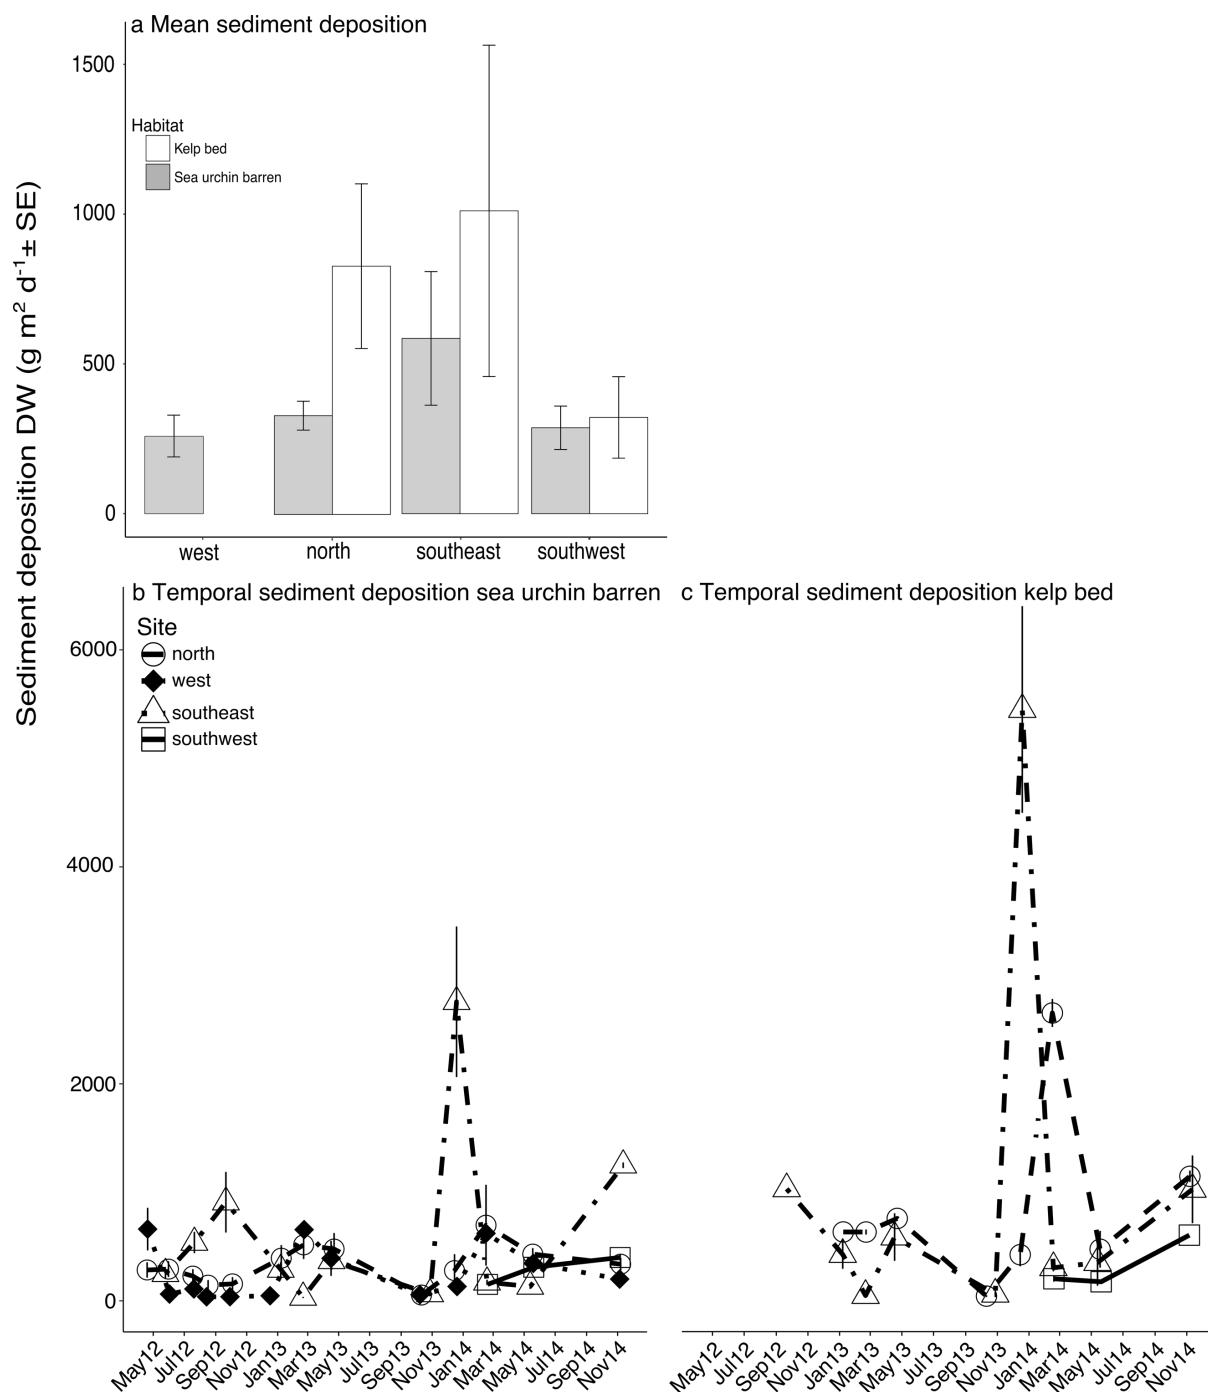 a Mean sediment deposition
1500
1000
500
0
Habitat
Kelp bed
Sea urchin barren
west north southeast southwest
Sediment deposition DW (g m² d⁻¹± SE)
b Temporal sediment deposition sea urchin barren
Site
north
west
southeast
southwest
6000
4000
2000
0
May12 Jul12 Sep12 Nov12 Jan13 Mar13 May13 Jul13 Sep13 Nov13 Jan14 Mar14 May14 Jul14 Sep14 Nov14
c Temporal sediment deposition kelp bed
May12 Jul12 Sep12 Nov12 Jan13 Mar13 May13 Jul13 Sep13 Nov13 Jan14 Mar14 May14 Jul14 Sep14 Nov14